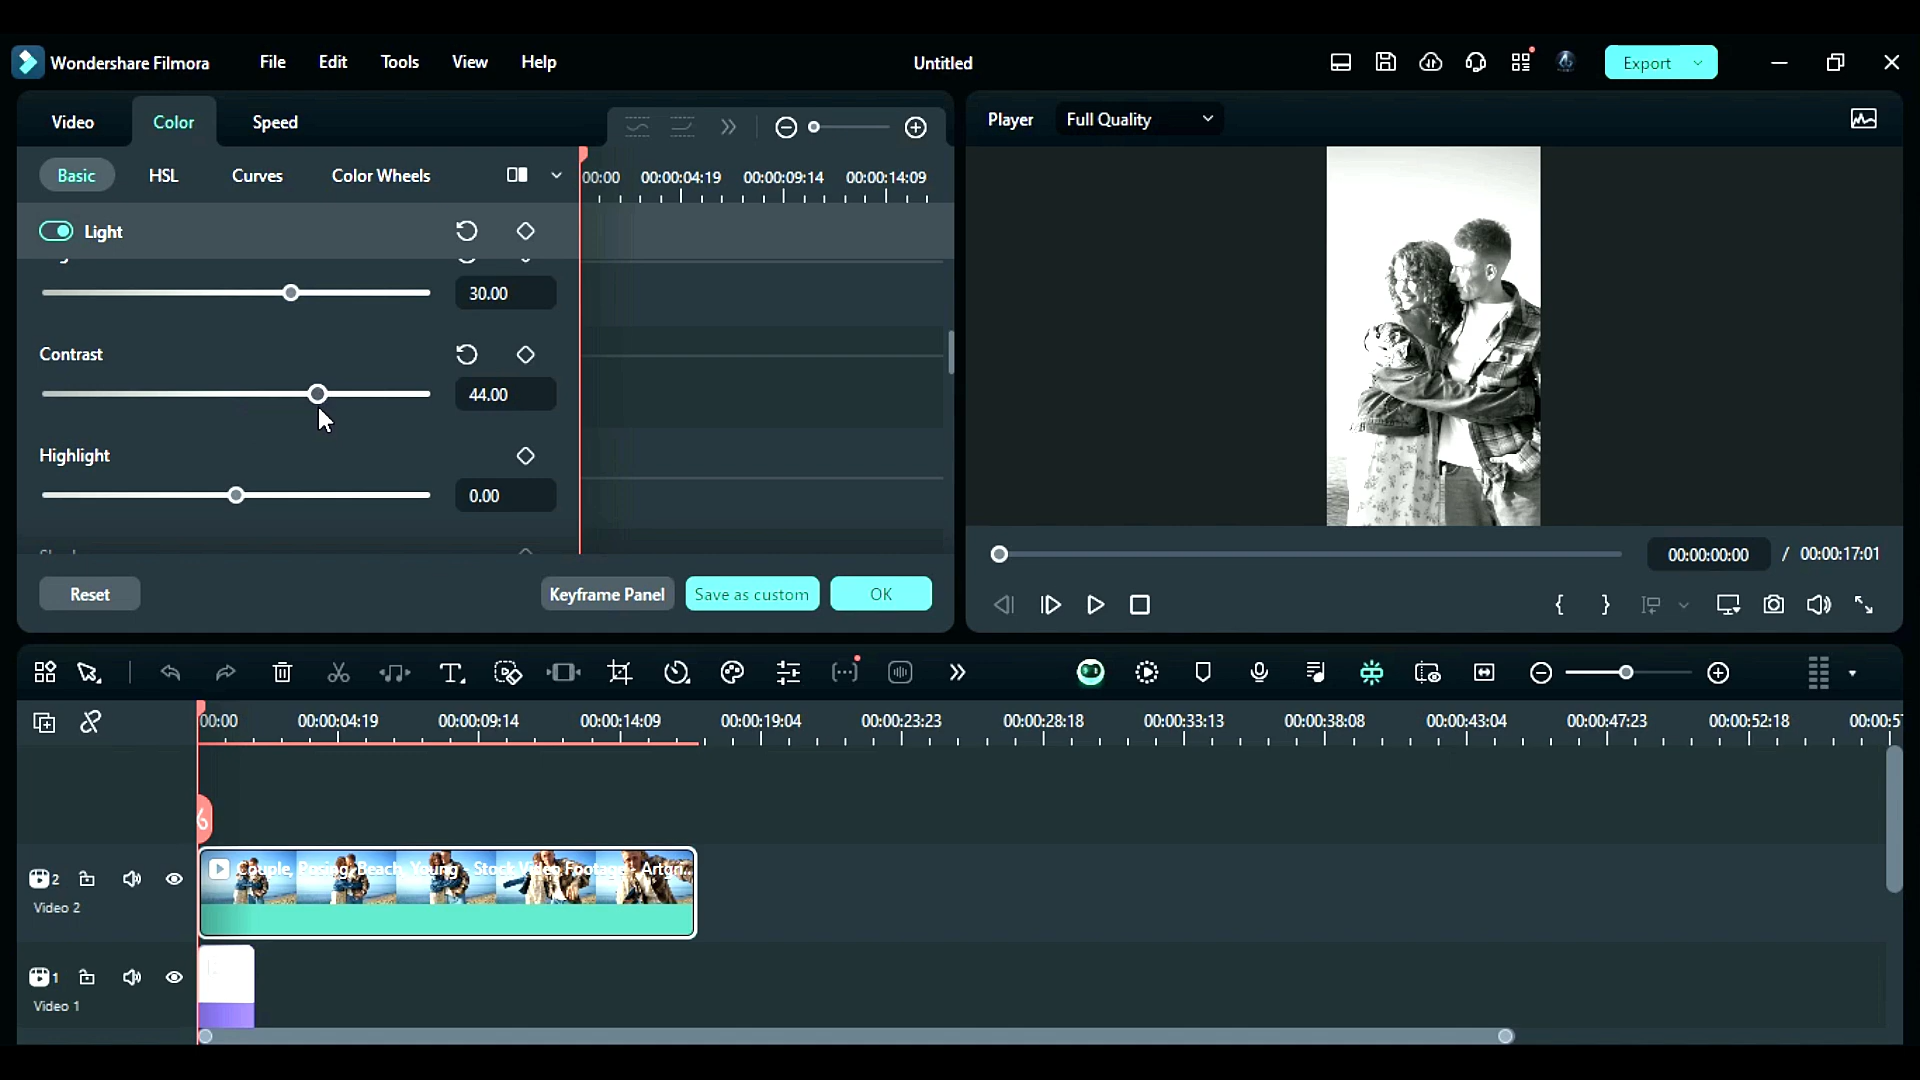 Wondershare Filmora File Edit Tools View Help Untitled Export
Video Color Speed
Player Full Quality
Basic HSL Curves Color Wheels
00:00 00:00:04:19 00:00:09:14 00:00:14:09
Light
30.00
Contrast
44.00
Highlight
0.00
Reset Keyframe Panel Save as custom OK
00:00:00:00 / 00:00:17:01
00:00 00:00:04:19 00:00:09:14 00:00:14:09 00:00:19:04 00:00:23:23 00:00:28:18 00:00:33:13 00:00:38:08 00:00:43:04 00:00:47:23 00:00:52:18 00:00:57
Couple, Posing, Beach, Young - Stock Video Footage - Artgri...
2
Video 2
1
Video 1